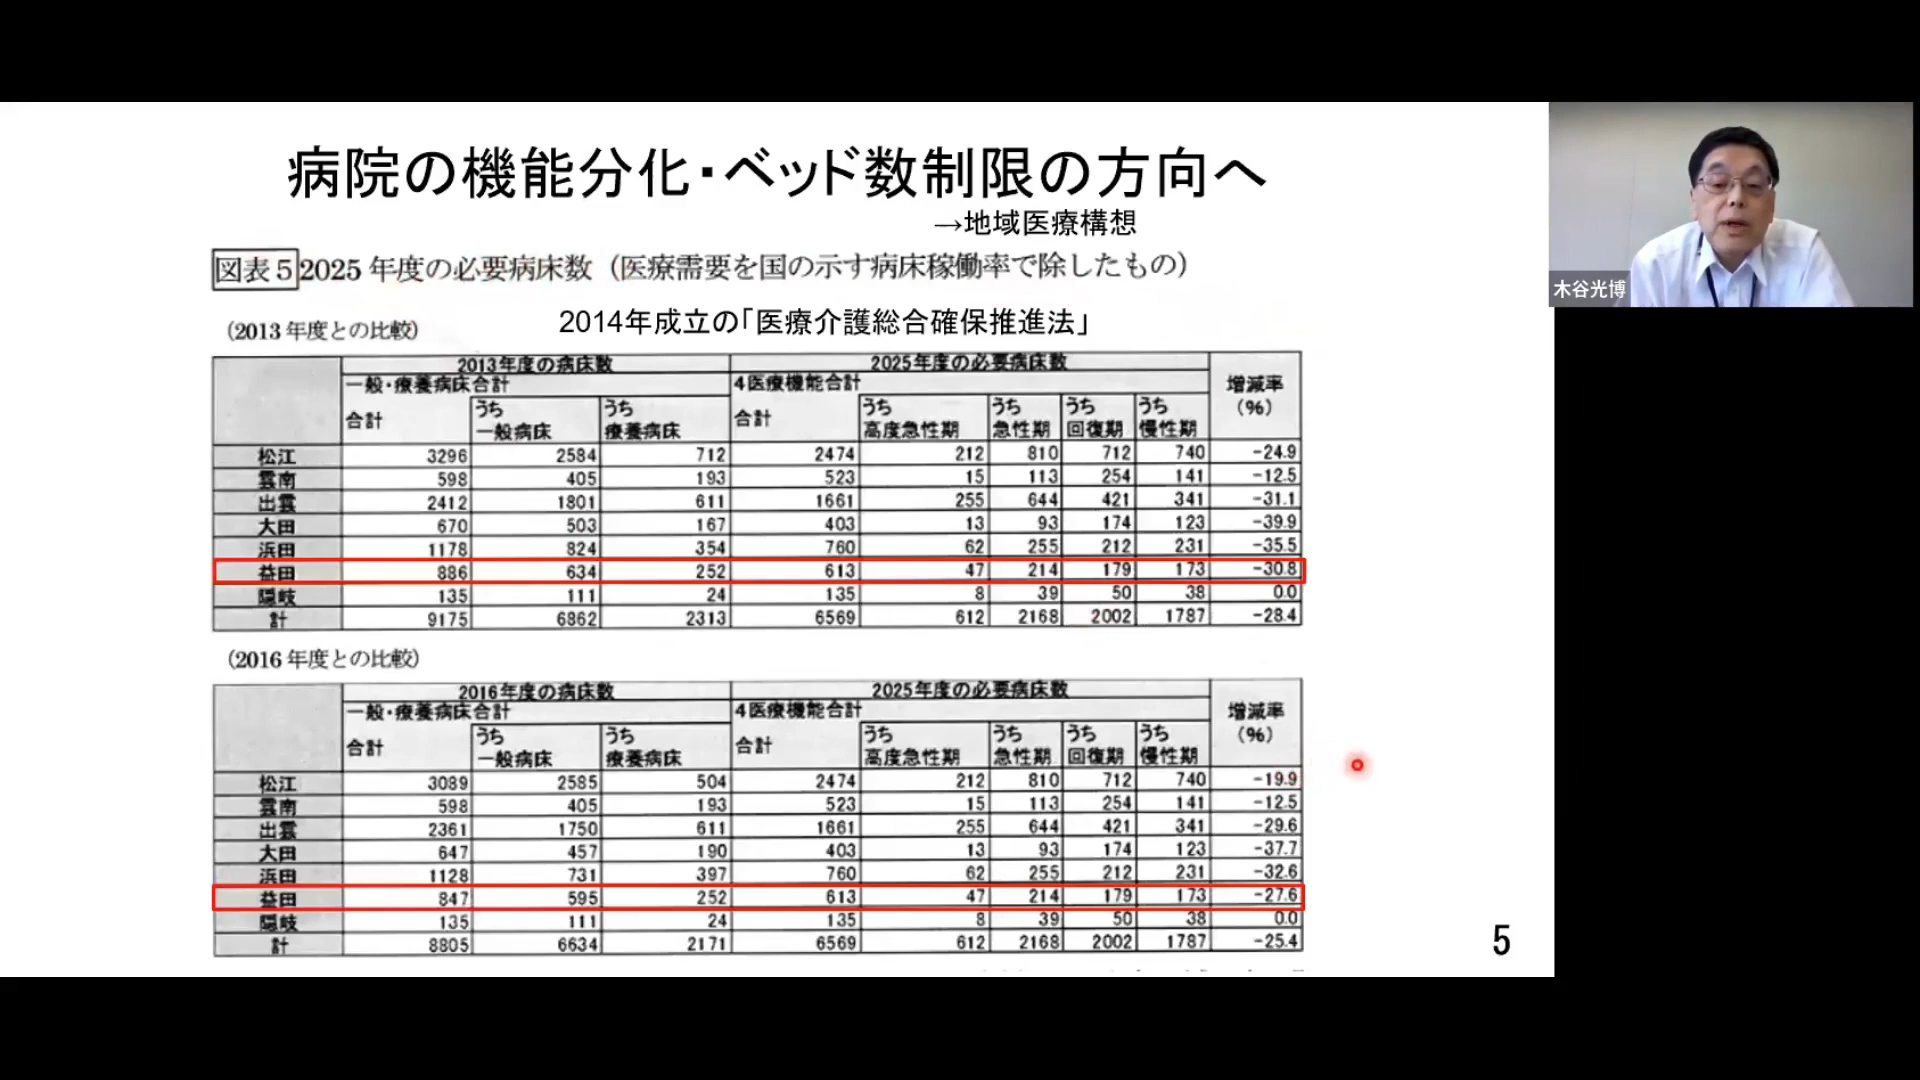 病院の機能分化・ベッド数制限の方向へ
→地域医療構想
図表5 2025年度の必要病床数（医療需要を国の示す病床稼働率で除したもの）
（2013年度との比較）
2014年成立の「医療介護総合確保推進法」
2013年度の病床数 2025年度の必要病床数 増減率（%）
一般・療養病床合計 4医療機能合計
合計 うち一般病床 うち療養病床 合計 うち高度急性期 うち急性期 うち回復期 うち慢性期
松江 3296 2584 712 2474 212 810 712 740 -24.9
雲南 598 405 193 523 15 113 254 141 -12.5
出雲 2412 1801 611 1661 255 644 421 341 -31.1
大田 670 503 167 403 13 93 174 123 -39.9
浜田 1178 824 354 760 62 255 212 231 -35.5
益田 886 634 252 613 47 214 179 173 -30.8
隠岐 135 111 24 135 8 39 50 38 0.0
計 9175 6862 2313 6569 612 2168 2002 1787 -28.4
（2016年度との比較）
2016年度の病床数 2025年度の必要病床数 増減率（%）
一般・療養病床合計 4医療機能合計
合計 うち一般病床 うち療養病床 合計 うち高度急性期 うち急性期 うち回復期 うち慢性期
松江 3089 2585 504 2474 212 810 712 740 -19.9
雲南 598 405 193 523 15 113 254 141 -12.5
出雲 2361 1750 611 1661 255 644 421 341 -29.6
大田 647 457 190 403 13 93 174 123 -37.7
浜田 1128 731 397 760 62 255 212 231 -32.6
益田 847 595 252 613 47 214 179 173 -27.6
隠岐 135 111 24 135 8 39 50 38 0.0
計 8805 6634 2171 6569 612 2168 2002 1787 -25.4
5
木谷光博